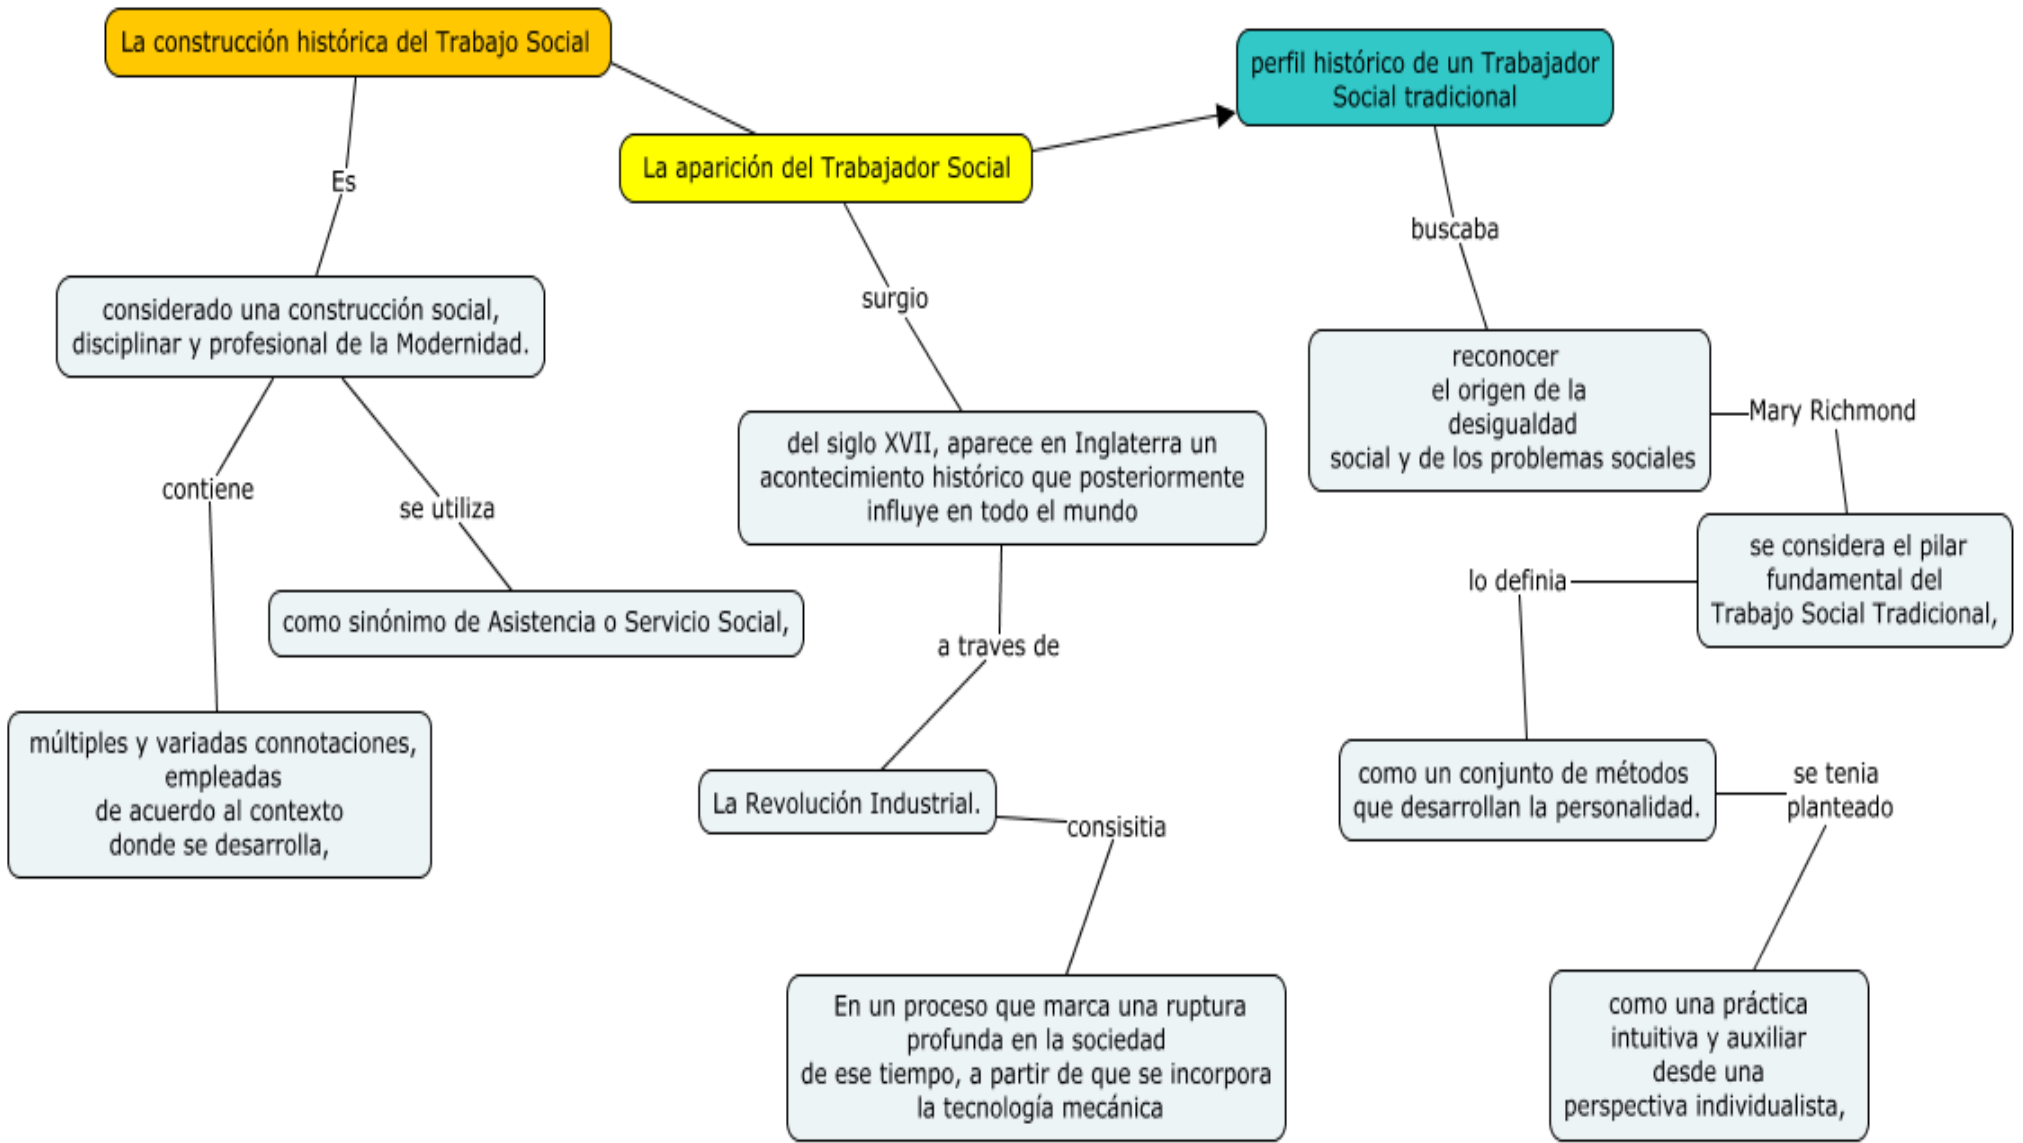 La construcción histórica del Trabajo Social
Es
considerado una construcción social,
disciplinar y profesional de la Modernidad.
contiene
múltiples y variadas connotaciones,
empleadas
de acuerdo al contexto
donde se desarrolla,
se utiliza
como sinónimo de Asistencia o Servicio Social,
La aparición del Trabajador Social
surgio
del siglo XVII, aparece en Inglaterra un
acontecimiento histórico que posteriormente
influye en todo el mundo
a traves de
La Revolución Industrial.
consisitia
En un proceso que marca una ruptura
profunda en la sociedad
de ese tiempo, a partir de que se incorpora
la tecnología mecánica
perfil histórico de un Trabajador
Social tradicional
buscaba
reconocer
el origen de la
desigualdad
social y de los problemas sociales
Mary Richmond
se considera el pilar
fundamental del
Trabajo Social Tradicional,
lo definia
como un conjunto de métodos
que desarrollan la personalidad.
se tenia
planteado
como una práctica
intuitiva y auxiliar
desde una
perspectiva individualista,